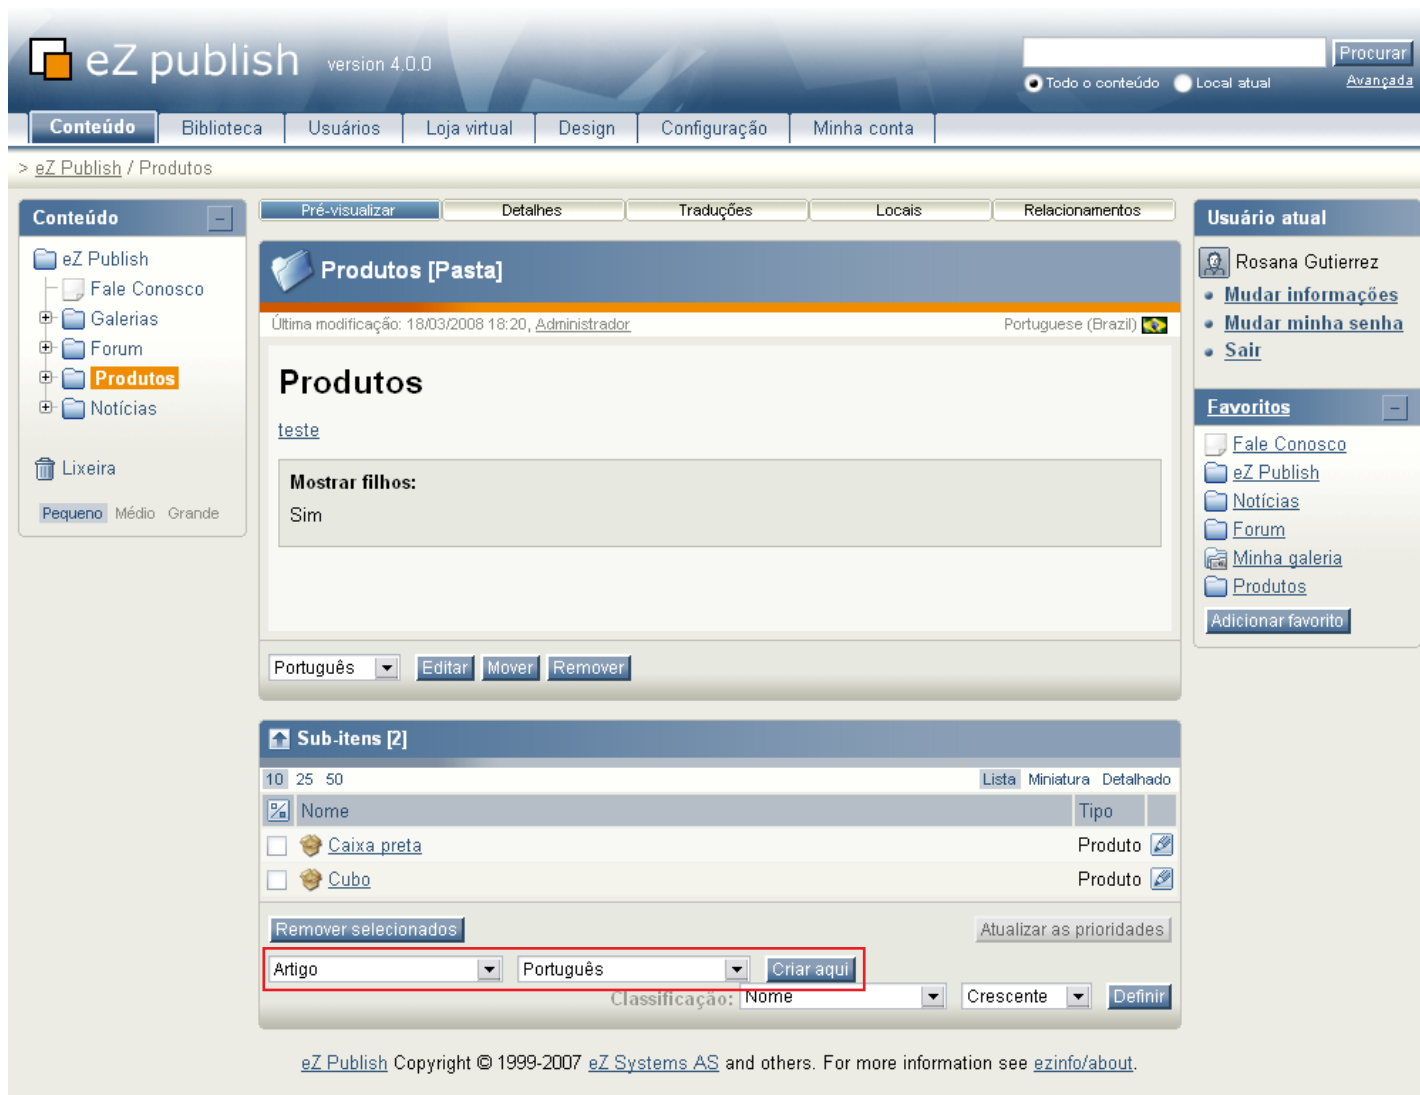 eZ publish version 4.0.0
Procurar
Todo o conteúdo Local atual Avançada
Conteúdo Biblioteca Usuários Loja virtual Design Configuração Minha conta
> eZ Publish / Produtos
Conteúdo
eZ Publish
Fale Conosco
Galerias
Forum
Produtos
Notícias
Lixeira
Pequeno Médio Grande
Pré-visualizar Detalhes Traduções Locais Relacionamentos
Produtos [Pasta]
Última modificação: 18/03/2008 18:20, Administrador Portuguese (Brazil)
Produtos
teste
Mostrar filhos:
Sim
Português Editar Mover Remover
Sub-itens [2]
10 25 50 Lista Miniatura Detalhado
Nome Tipo
Caixa preta Produto
Cubo Produto
Remover selecionados Atualizar as prioridades
Artigo Português Criar aqui
Classificação: Nome Crescente Definir
Usuário atual
Rosana Gutierrez
Mudar informações
Mudar minha senha
Sair
Favoritos
Fale Conosco
eZ Publish
Notícias
Forum
Minha galeria
Produtos
Adicionar favorito
eZ Publish Copyright © 1999-2007 eZ Systems AS and others. For more information see ezinfo/about.